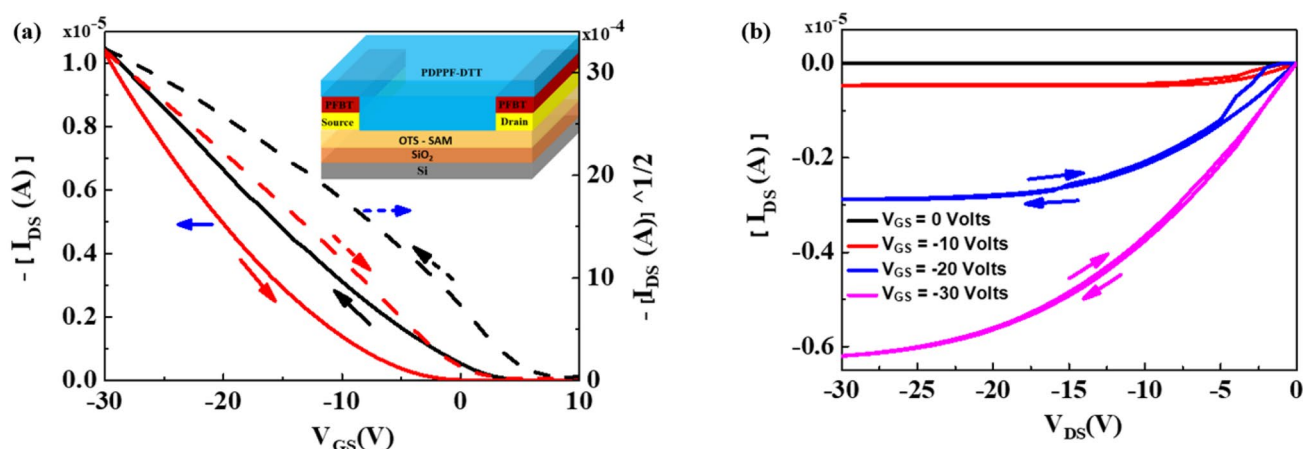 (a)
x10⁻⁵
x10⁻⁴
1.0
0.8
0.6
0.4
0.2
0.0
- [ I_DS (A) ]
30
20
10
0
- [I_DS (A)] ^1/2
-30
-20
-10
0
10
V_GS(V)
PDPPF-DTT
PFBT
PFBT
Source
Drain
OTS - SAM
SiO₂
Si
(b)
x10⁻⁵
0.0
-0.2
-0.4
-0.6
[ I_DS (A) ]
V_GS = 0 Volts
V_GS = -10 Volts
V_GS = -20 Volts
V_GS = -30 Volts
-30
-25
-20
-15
-10
-5
0
V_DS(V)